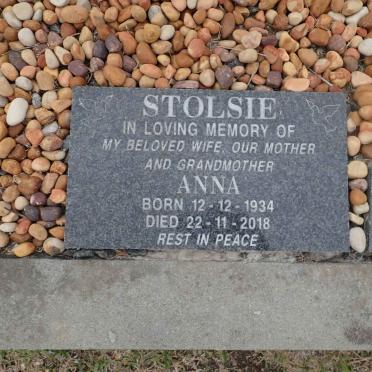 STOLSIE
IN LOVING MEMORY OF
MY BELOVED WIFE, OUR MOTHER
AND GRANDMOTHER
ANNA
BORN 12-12-1934
DIED 22-11-2018
REST IN PEACE